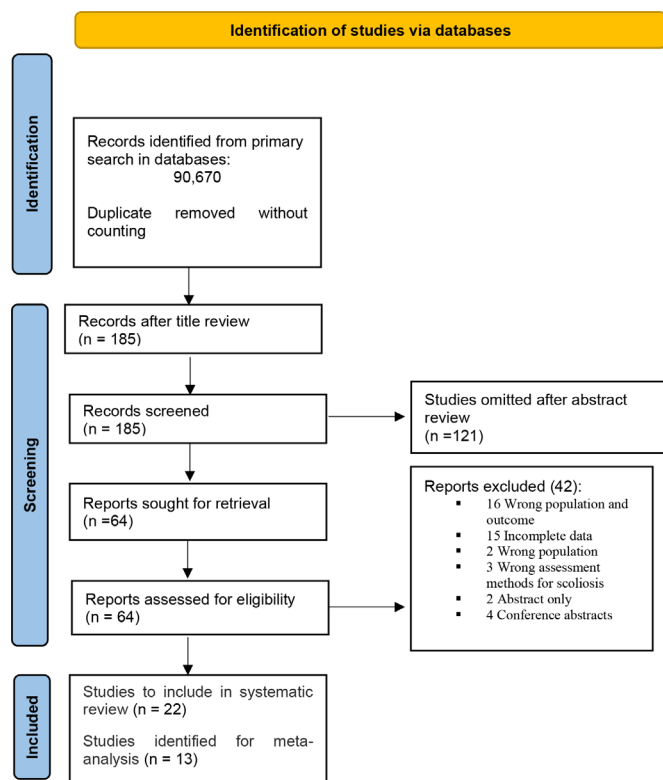 Identification of studies via databases
Identification
Records identified from primary
search in databases:
90,670
Duplicate removed without
counting
Screening
Records after title review
(n = 185)
Records screened
(n = 185)
Studies omitted after abstract
review
(n =121)
Reports sought for retrieval
(n =64)
Reports excluded (42):
▪ 16 Wrong population and
outcome
▪ 15 Incomplete data
▪ 2 Wrong population
▪ 3 Wrong assessment
methods for scoliosis
▪ 2 Abstract only
▪ 4 Conference abstracts
Reports assessed for eligibility
(n = 64)
Included
Studies to include in systematic
review (n = 22)
Studies identified for meta-
analysis (n = 13)